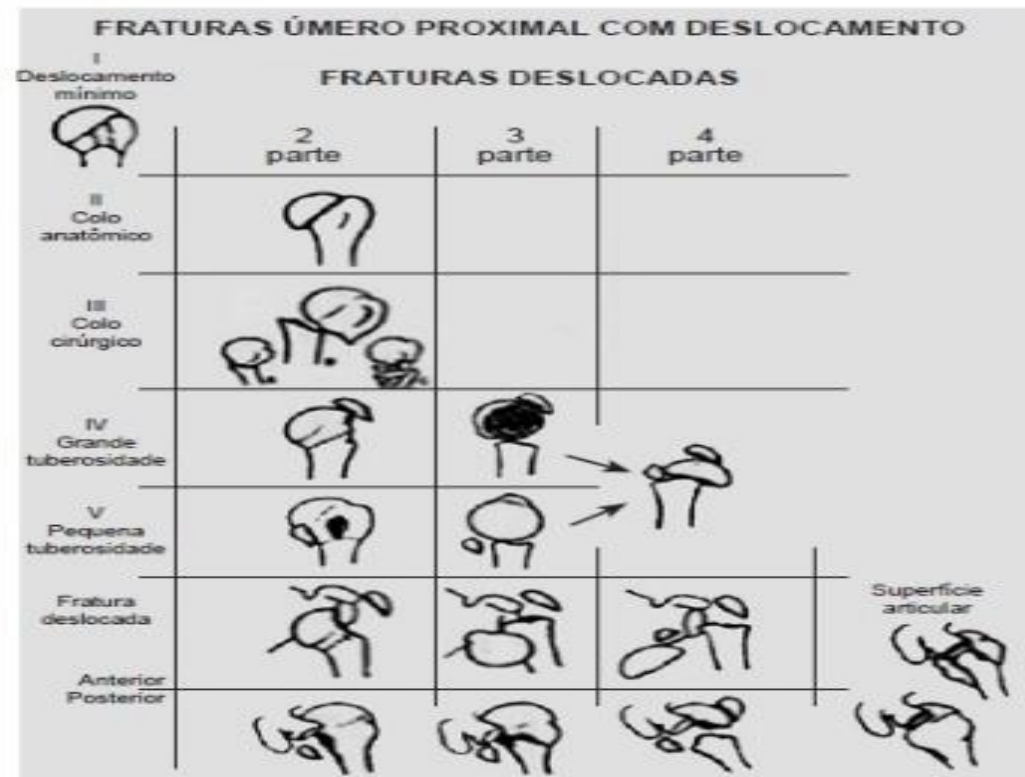 FRATURAS ÚMERO PROXIMAL COM DESLOCAMENTO
I
Deslocamento
mínimo
FRATURAS DESLOCADAS
2
parte
3
parte
4
parte
II
Colo
anatômico
III
Colo
cirúrgico
IV
Grande
tuberosidade
V
Pequena
tuberosidade
Fratura
deslocada
Superfície
articular
Anterior
Posterior